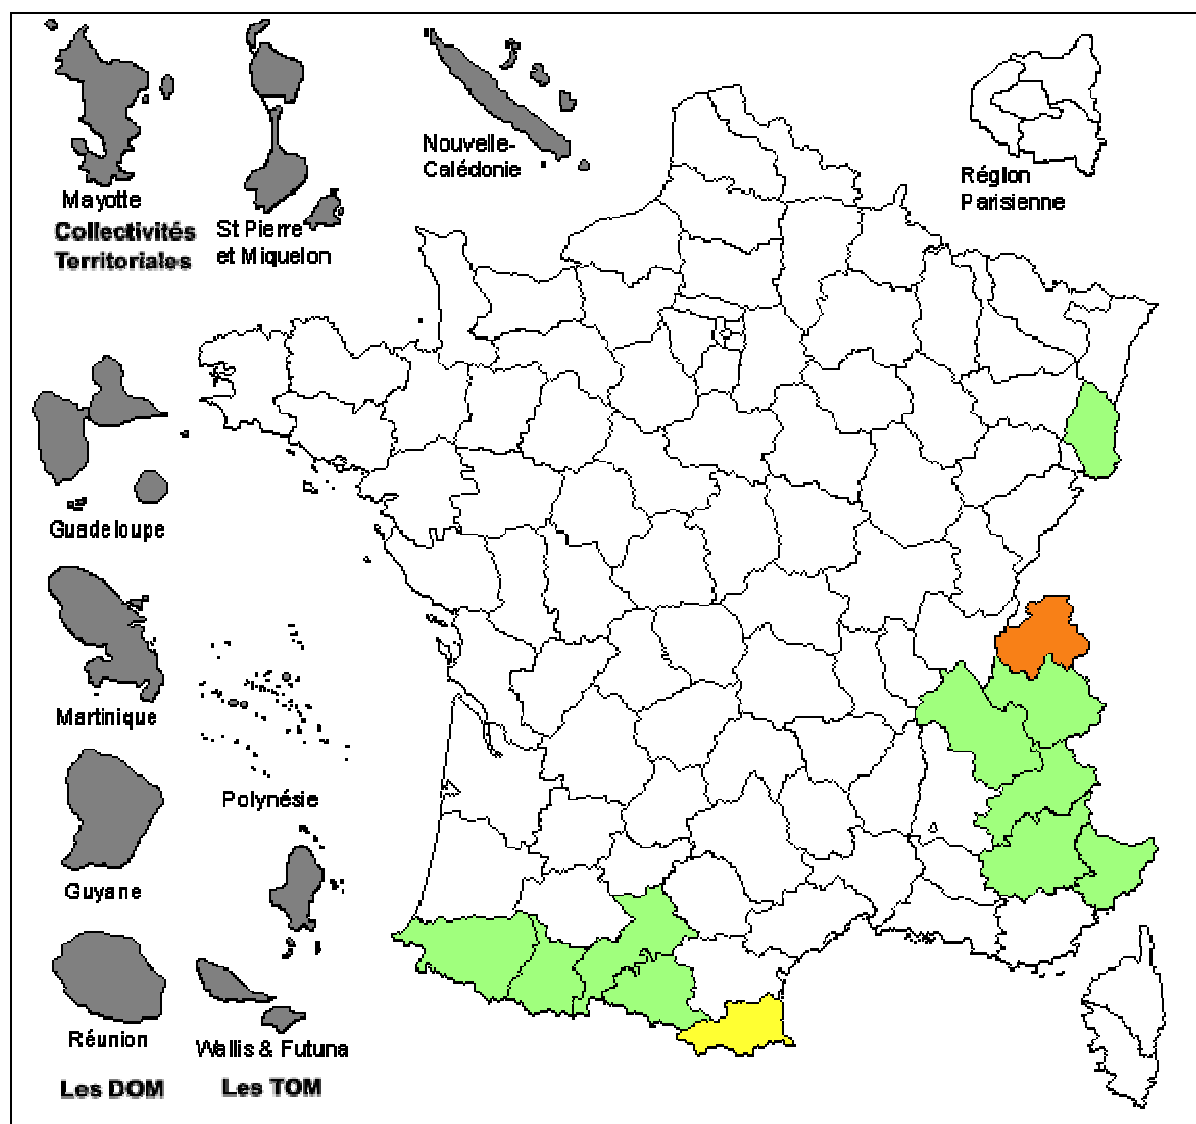 Mayotte
Collectivités
Territoriales
St Pierre
et Miquelon
Nouvelle-
Calédonie
Région
Parisienne
Guadeloupe
Martinique
Polynésie
Guyane
Réunion
Wallis & Futuna
Les DOM
Les TOM